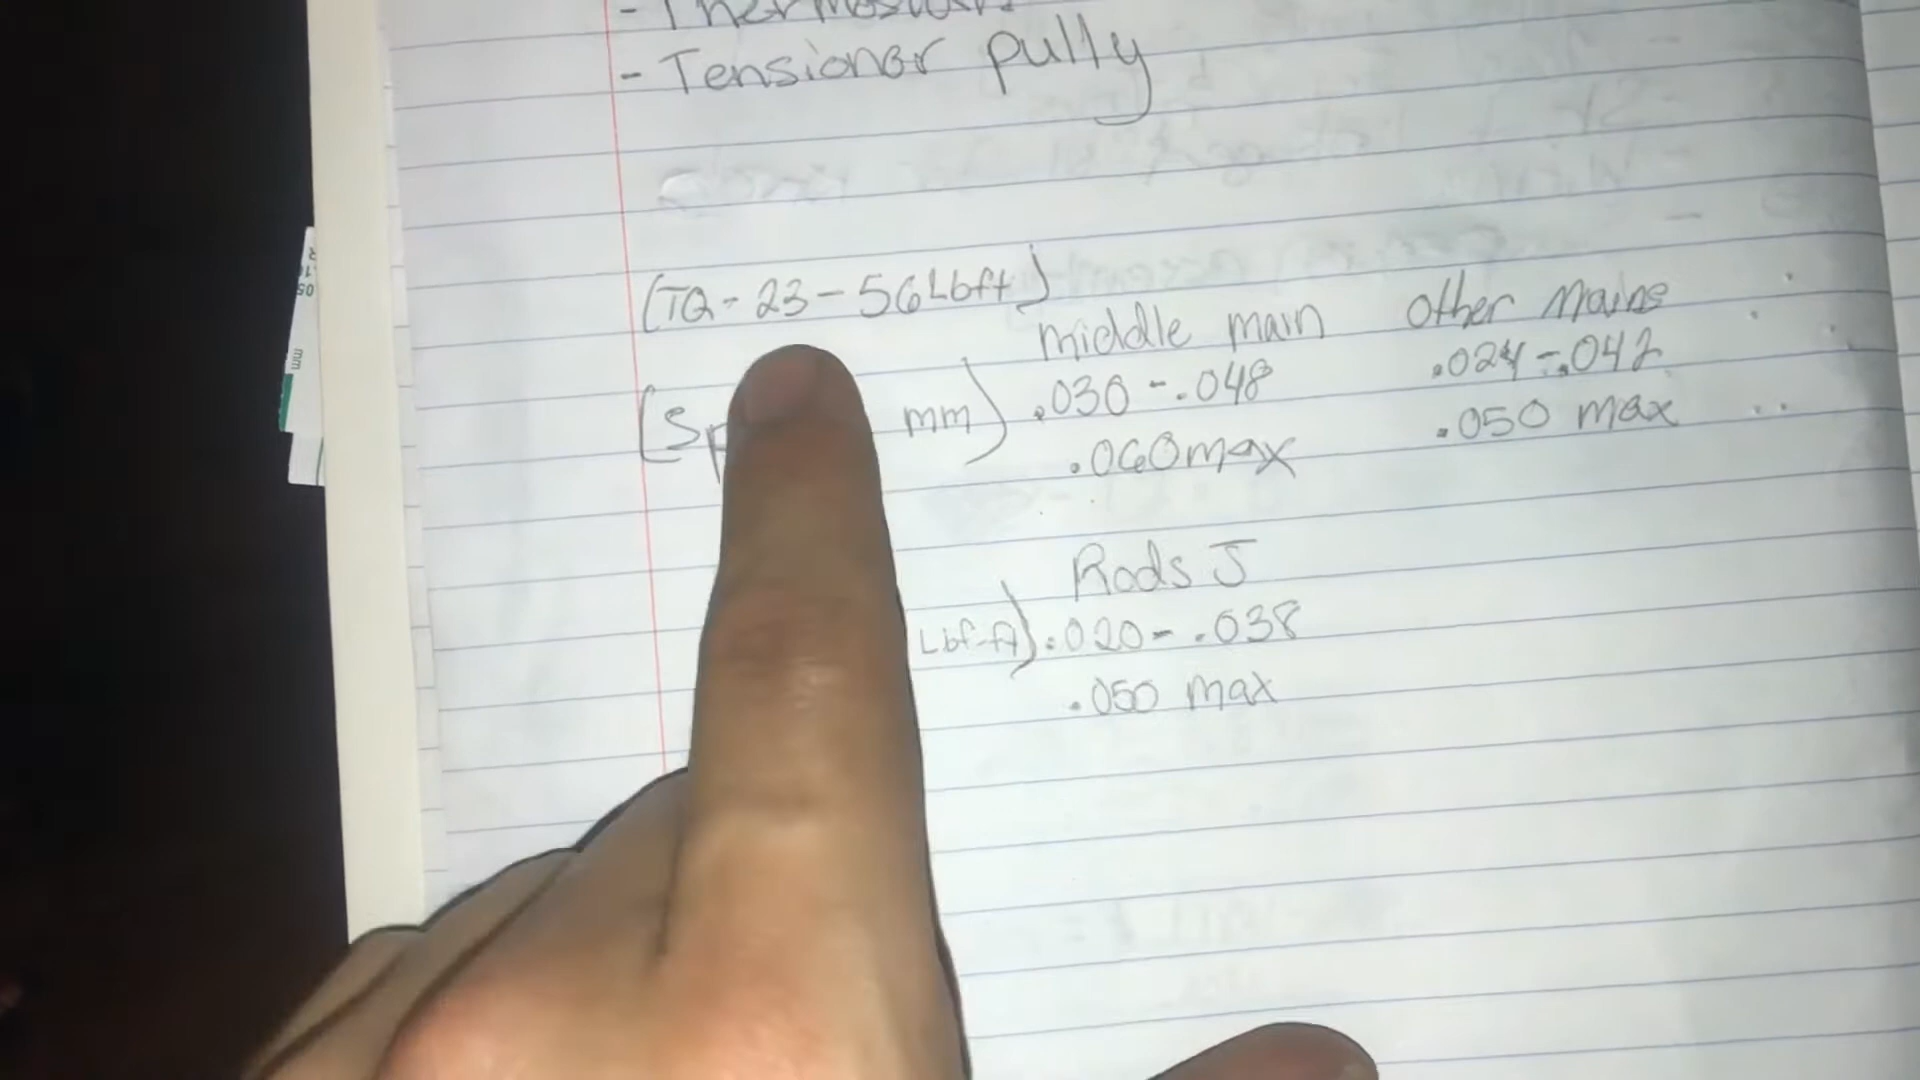 - Tensioner pully
(TQ - 23 - 56 Lbft)
middle main
other mains
mm) .030 - .048
.024 - .042
.060 max
.050 max
Rods J
Lbf-ft) .020 - .038
.050 max
mm